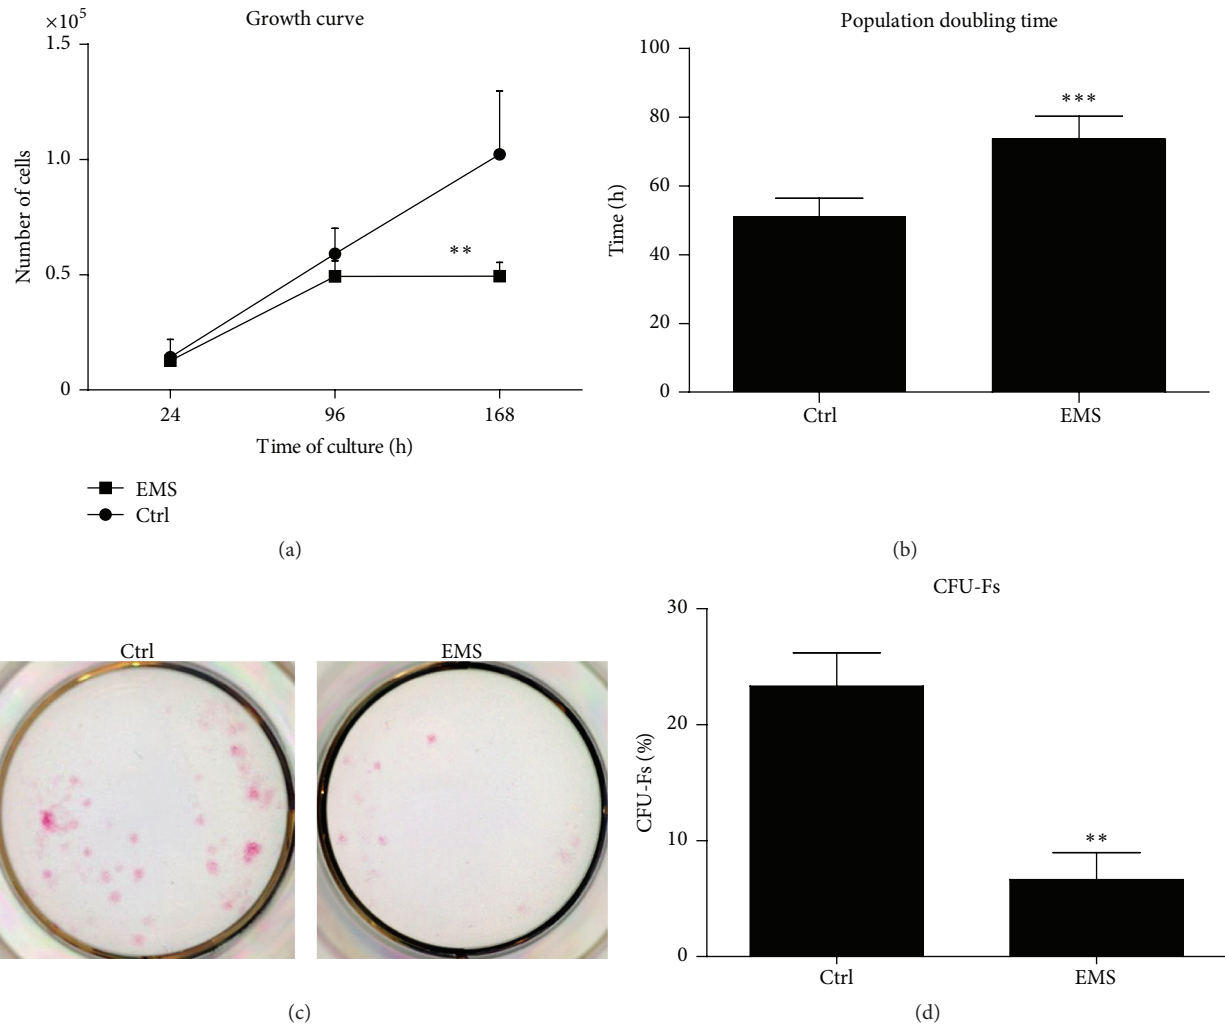 Growth curve
×10⁵
1.5
1.0
0.5
0
Number of cells
**
24 96 168
Time of culture (h)
EMS
Ctrl
(a)
Population doubling time
100
80
60
40
20
0
Time (h)
***
Ctrl EMS
(b)
Ctrl EMS
(c)
CFU-Fs
30
20
10
0
CFU-Fs (%)
**
Ctrl EMS
(d)